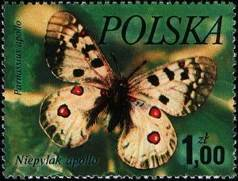 POLSKA
Parnassius apollo
Niepylak apollo
zł
1,00